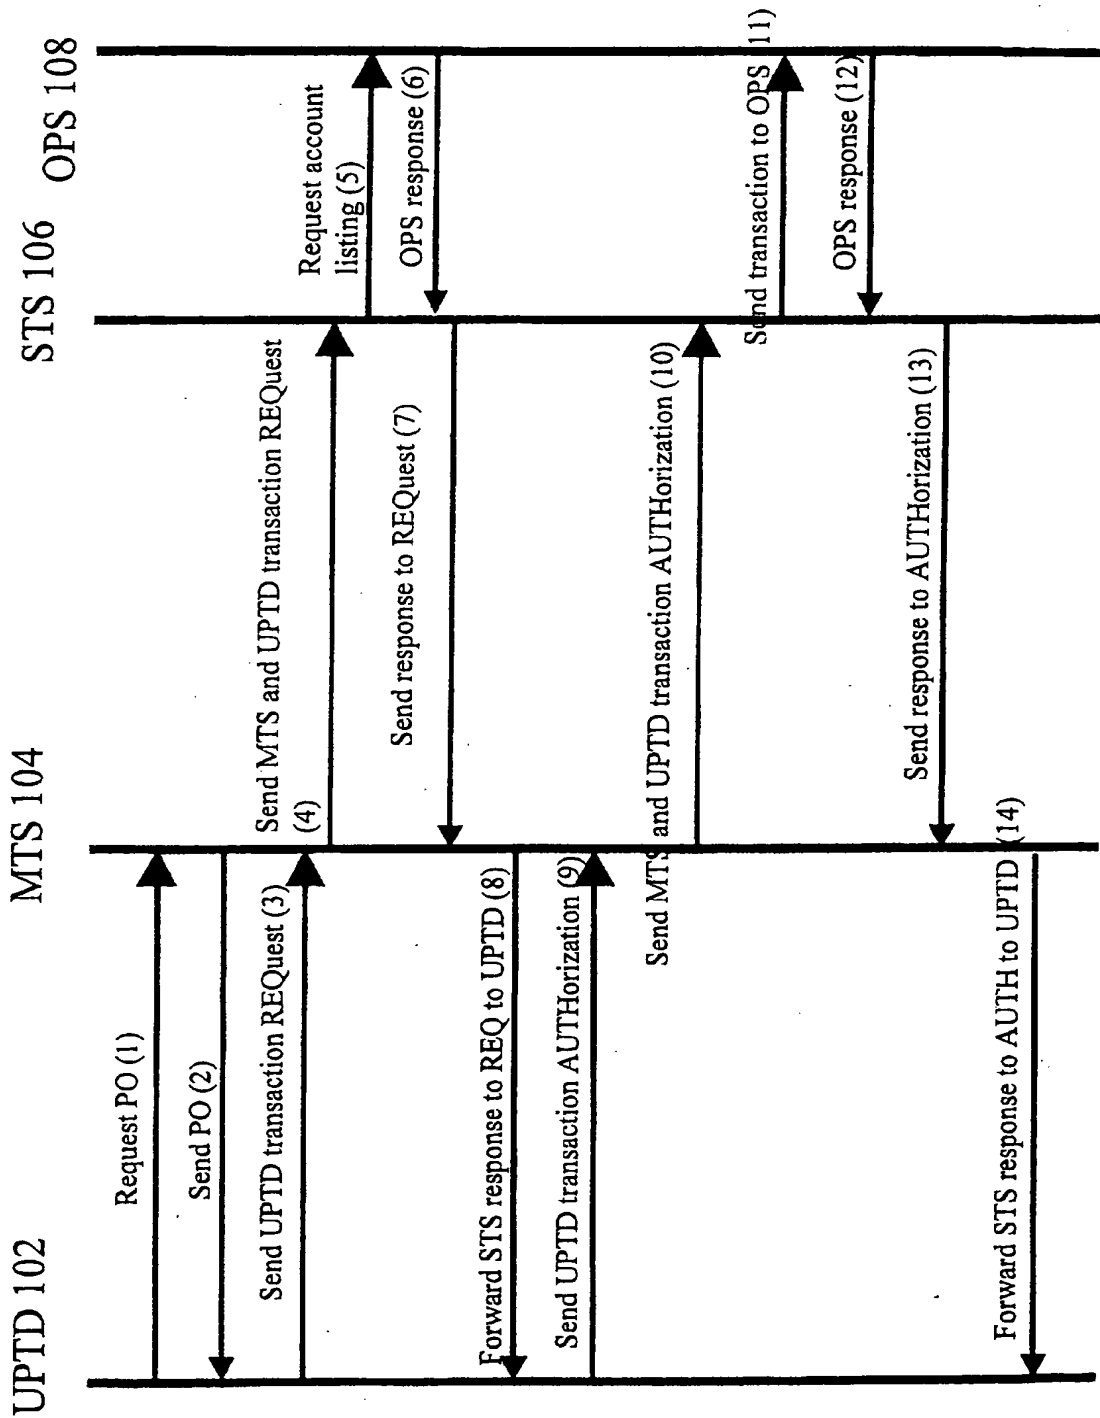 UPTD 102
MTS 104
STS 106
OPS 108
Request PO (1)
Send PO (2)
Send UPTD transaction REQuest (3)
Send MTS and UPTD transaction REQuest
(4)
Request account
listing (5)
OPS response (6)
Send response to REQuest (7)
Forward STS response to REQ to UPTD (8)
Send UPTD transaction AUTHorization (9)
Send MTS and UPTD transaction AUTHorization (10)
Send transaction to OPS 11)
OPS response (12)
Send response to AUTHorization (13)
Forward STS response to AUTH to UPTD (14)